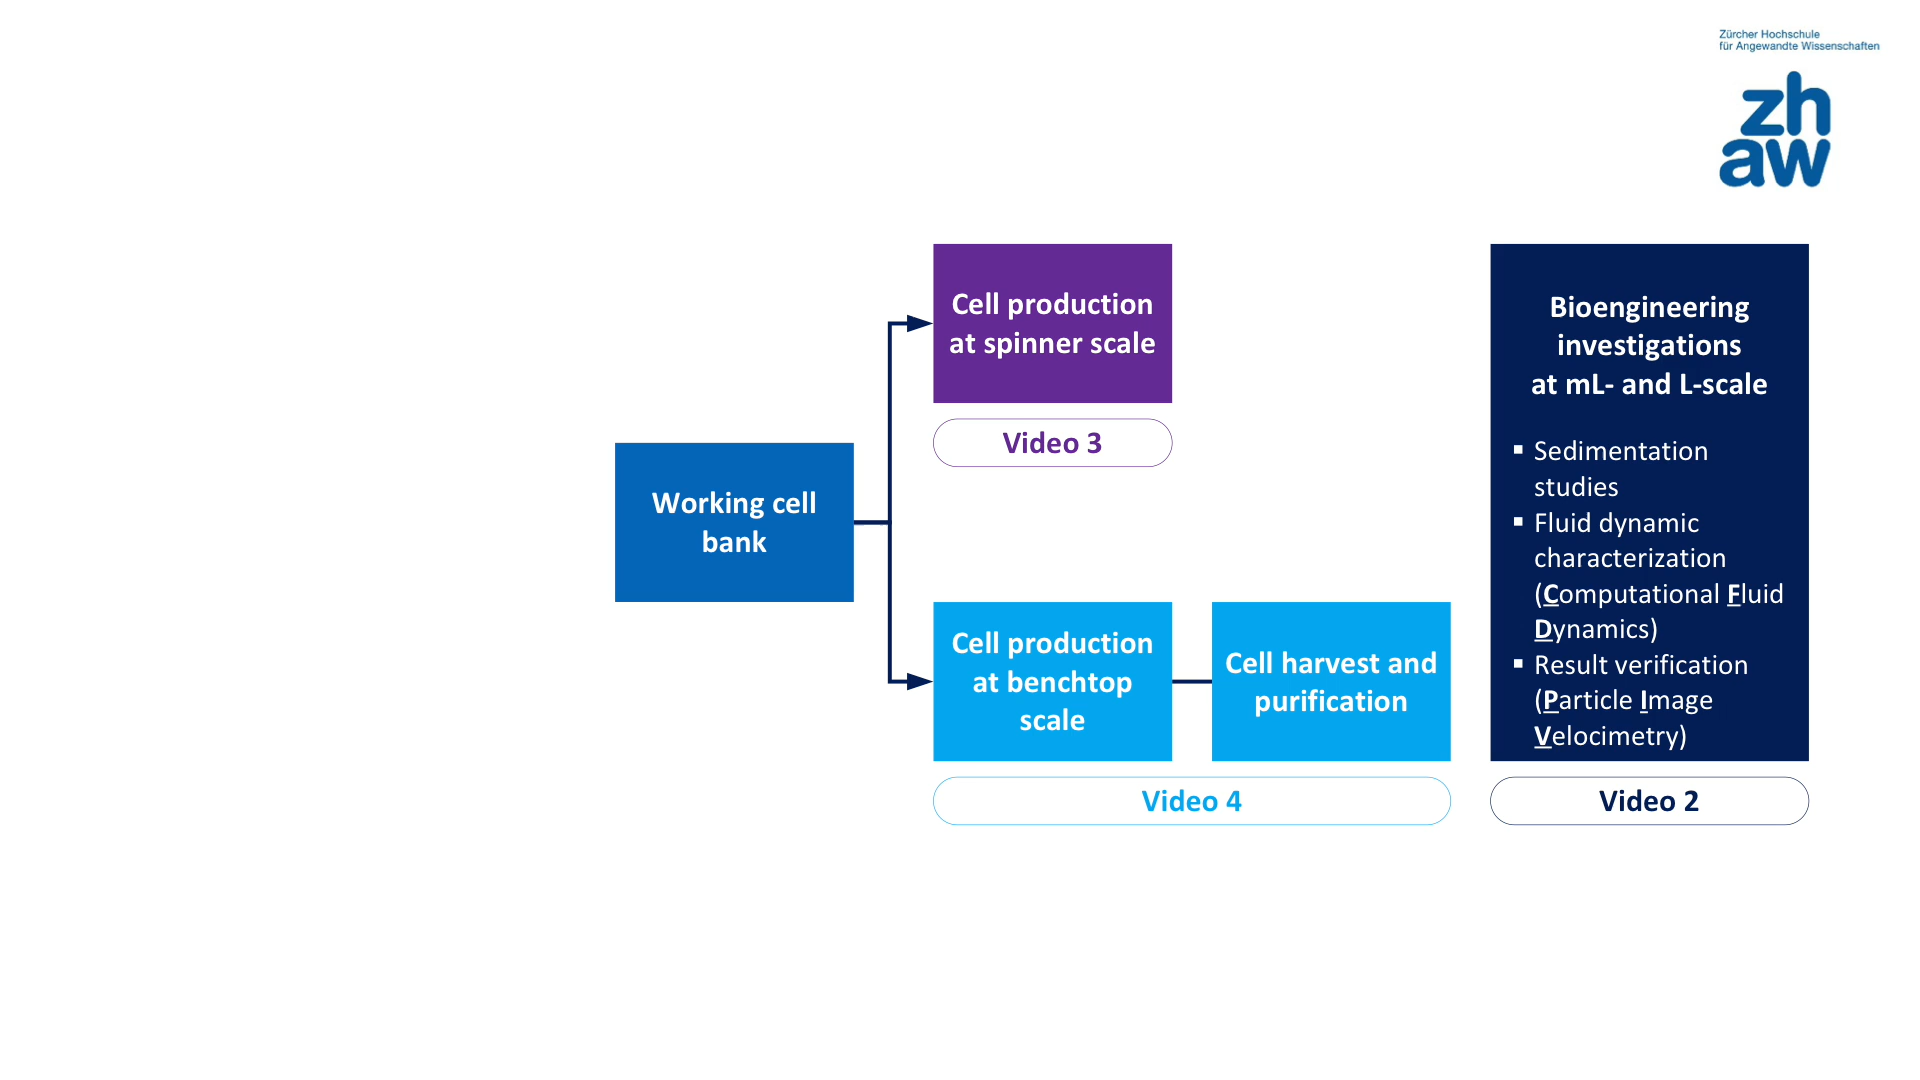 Zürcher Hochschule
für Angewandte Wissenschaften
zh
aw
Cell production
at spinner scale
Video 3
Working cell
bank
Cell production
at benchtop
scale
Cell harvest and
purification
Video 4
Bioengineering
investigations
at mL- and L-scale
▪ Sedimentation
studies
▪ Fluid dynamic
characterization
(Computational Fluid
Dynamics)
▪ Result verification
(Particle Image
Velocimetry)
Video 2